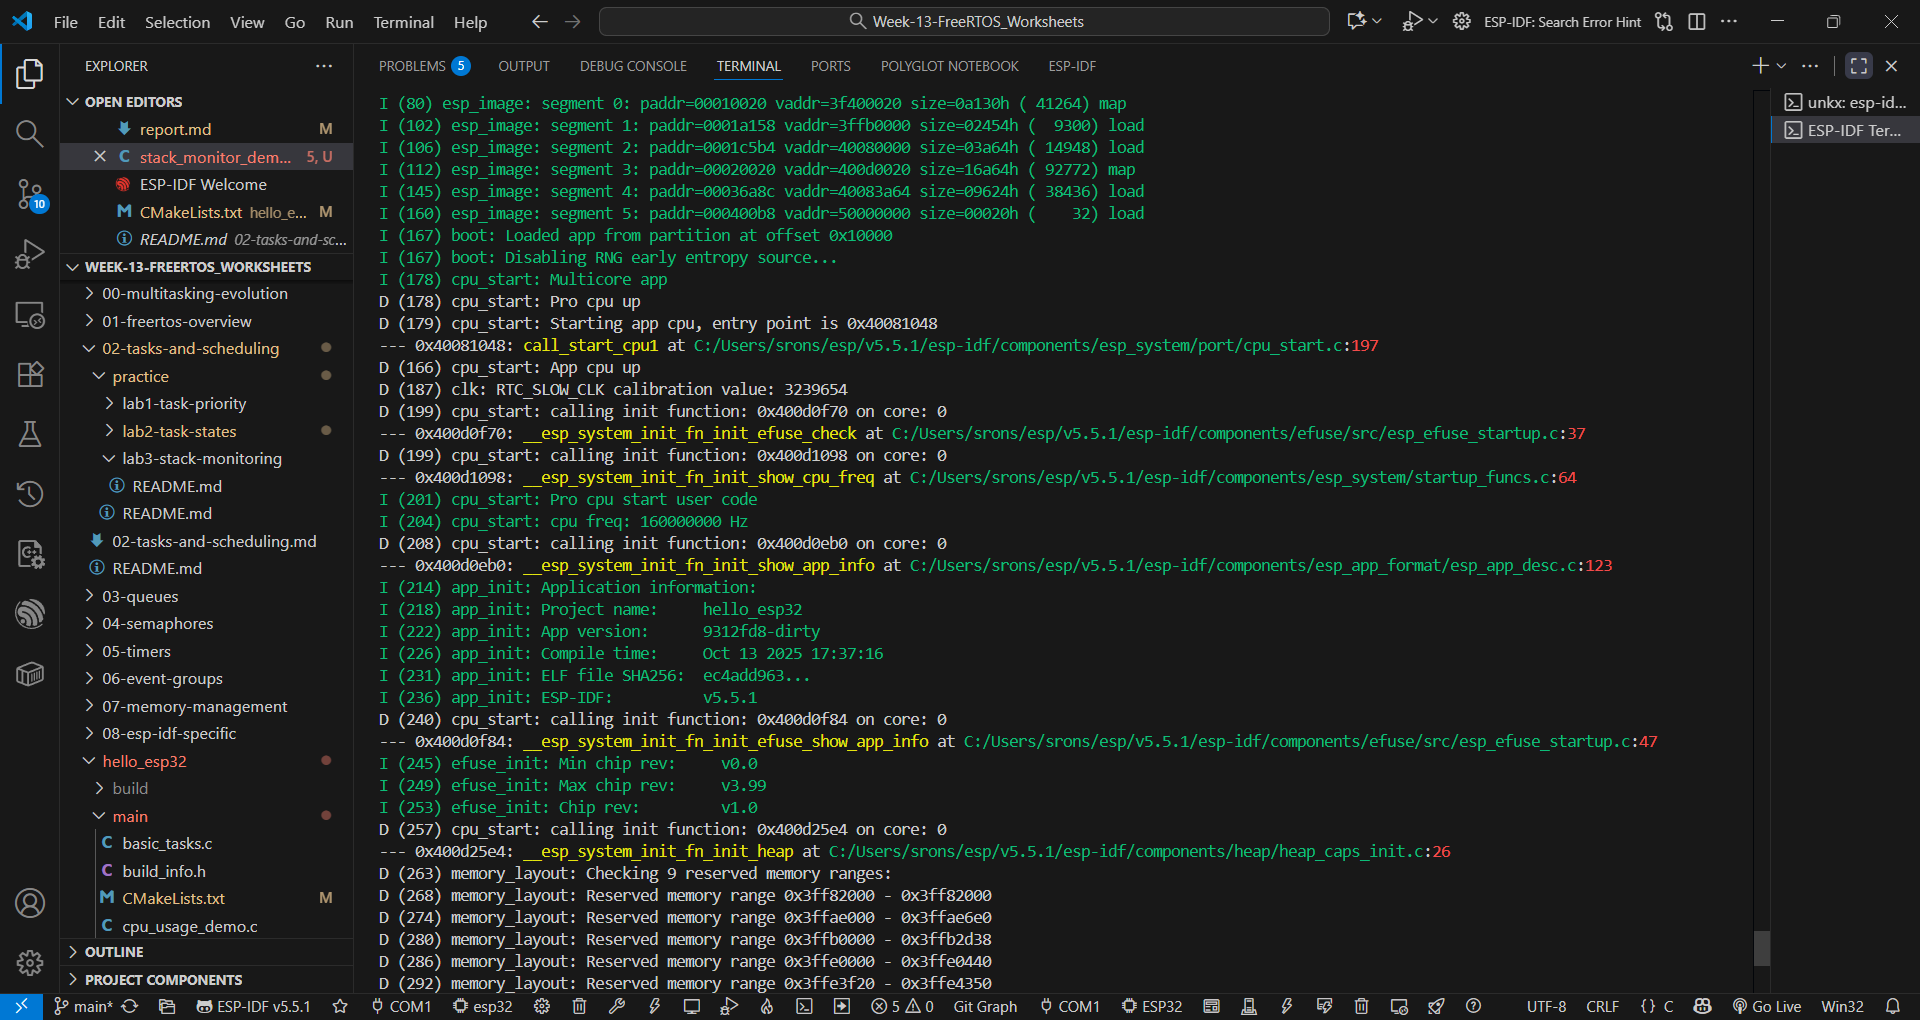 File Edit Selection View Go Run Terminal Help
Week-13-FreeRTOS_Worksheets
ESP-IDF: Search Error Hint
EXPLORER
OPEN EDITORS
report.md M
stack_monitor_dem... 5, U
ESP-IDF Welcome
CMakeLists.txt hello_e... M
README.md 02-tasks-and-sc...
WEEK-13-FREERTOS_WORKSHEETS
00-multitasking-evolution
01-freertos-overview
02-tasks-and-scheduling
practice
lab1-task-priority
lab2-task-states
lab3-stack-monitoring
README.md
README.md
02-tasks-and-scheduling.md
README.md
03-queues
04-semaphores
05-timers
06-event-groups
07-memory-management
08-esp-idf-specific
hello_esp32
build
main
basic_tasks.c
build_info.h
CMakeLists.txt M
cpu_usage_demo.c
OUTLINE
PROJECT COMPONENTS
10
PROBLEMS 5 OUTPUT DEBUG CONSOLE TERMINAL PORTS POLYGLOT NOTEBOOK ESP-IDF
I (80) esp_image: segment 0: paddr=00010020 vaddr=3f400020 size=0a130h ( 41264) map
I (102) esp_image: segment 1: paddr=0001a158 vaddr=3ffb0000 size=02454h (  9300) load
I (106) esp_image: segment 2: paddr=0001c5b4 vaddr=40080000 size=03a64h ( 14948) load
I (112) esp_image: segment 3: paddr=00020020 vaddr=400d0020 size=16a64h ( 92772) map
I (145) esp_image: segment 4: paddr=00036a8c vaddr=40083a64 size=09624h ( 38436) load
I (160) esp_image: segment 5: paddr=000400b8 vaddr=50000000 size=00020h (    32) load
I (167) boot: Loaded app from partition at offset 0x10000
I (167) boot: Disabling RNG early entropy source...
I (178) cpu_start: Multicore app
D (178) cpu_start: Pro cpu up
D (179) cpu_start: Starting app cpu, entry point is 0x40081048
--- 0x40081048: call_start_cpu1 at C:/Users/srons/esp/v5.5.1/esp-idf/components/esp_system/port/cpu_start.c:197
D (166) cpu_start: App cpu up
D (187) clk: RTC_SLOW_CLK calibration value: 3239654
D (199) cpu_start: calling init function: 0x400d0f70 on core: 0
--- 0x400d0f70: __esp_system_init_fn_init_efuse_check at C:/Users/srons/esp/v5.5.1/esp-idf/components/efuse/src/esp_efuse_startup.c:37
D (199) cpu_start: calling init function: 0x400d1098 on core: 0
--- 0x400d1098: __esp_system_init_fn_init_show_cpu_freq at C:/Users/srons/esp/v5.5.1/esp-idf/components/esp_system/startup_funcs.c:64
I (201) cpu_start: Pro cpu start user code
I (204) cpu_start: cpu freq: 160000000 Hz
D (208) cpu_start: calling init function: 0x400d0eb0 on core: 0
--- 0x400d0eb0: __esp_system_init_fn_init_show_app_info at C:/Users/srons/esp/v5.5.1/esp-idf/components/esp_app_format/esp_app_desc.c:123
I (214) app_init: Application information:
I (218) app_init: Project name:     hello_esp32
I (222) app_init: App version:      9312fd8-dirty
I (226) app_init: Compile time:     Oct 13 2025 17:37:16
I (231) app_init: ELF file SHA256:  ec4add963...
I (236) app_init: ESP-IDF:          v5.5.1
D (240) cpu_start: calling init function: 0x400d0f84 on core: 0
--- 0x400d0f84: __esp_system_init_fn_init_efuse_show_app_info at C:/Users/srons/esp/v5.5.1/esp-idf/components/efuse/src/esp_efuse_startup.c:47
I (245) efuse_init: Min chip rev:     v0.0
I (249) efuse_init: Max chip rev:     v3.99
I (253) efuse_init: Chip rev:         v1.0
D (257) cpu_start: calling init function: 0x400d25e4 on core: 0
--- 0x400d25e4: __esp_system_init_fn_init_heap at C:/Users/srons/esp/v5.5.1/esp-idf/components/heap/heap_caps_init.c:26
D (263) memory_layout: Checking 9 reserved memory ranges:
D (268) memory_layout: Reserved memory range 0x3ff82000 - 0x3ff82000
D (274) memory_layout: Reserved memory range 0x3ffae000 - 0x3ffae6e0
D (280) memory_layout: Reserved memory range 0x3ffb0000 - 0x3ffb2d38
D (286) memory_layout: Reserved memory range 0x3ffe0000 - 0x3ffe0440
D (292) memory_layout: Reserved memory range 0x3ffe3f20 - 0x3ffe4350
unkx: esp-id...
ESP-IDF Ter...
main* ESP-IDF v5.5.1 COM1 esp32 5 0 Git Graph COM1 ESP32 UTF-8 CRLF {} C Go Live Win32